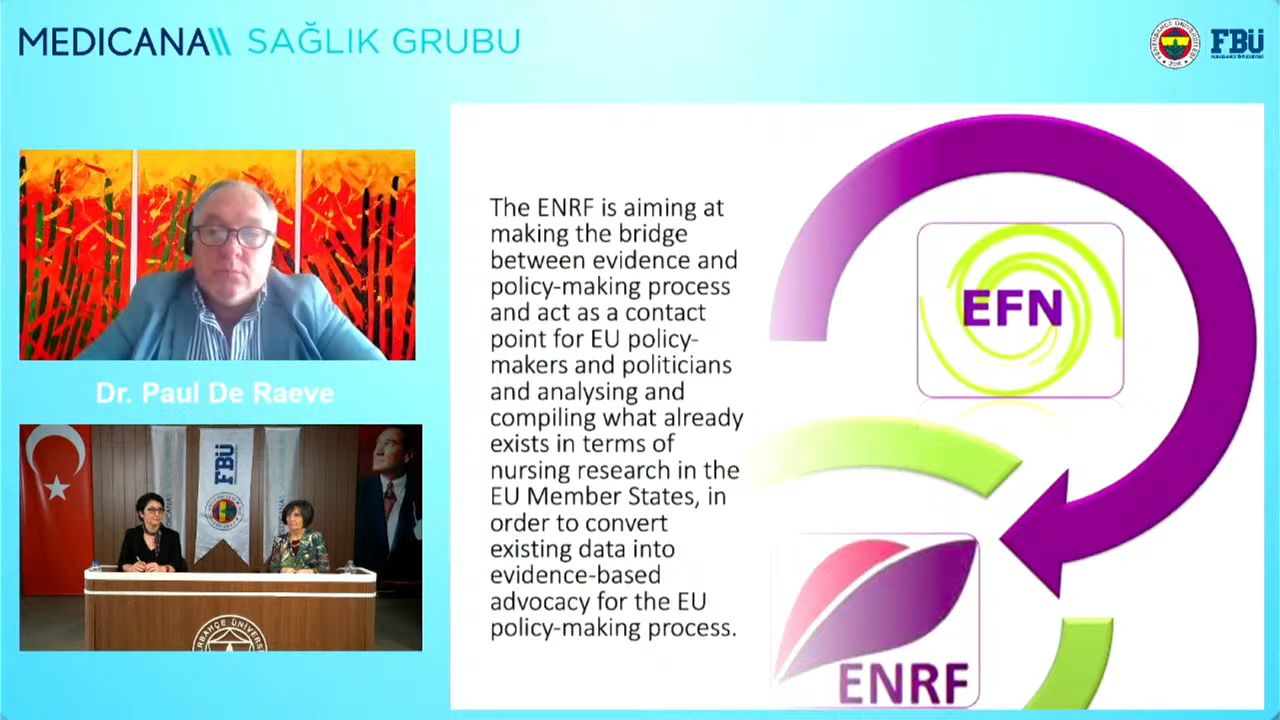 MEDICANA SAĞLIK GRUBU
FBÜ
The ENRF is aiming at
making the bridge
between evidence and
policy-making process
and act as a contact
point for EU policy-
makers and politicians
and analysing and
compiling what already
exists in terms of
nursing research in the
EU Member States, in
order to convert
existing data into
evidence-based
advocacy for the EU
policy-making process.
EFN
ENRF
Dr. Paul De Raeve
FBÜ
MEDICANA